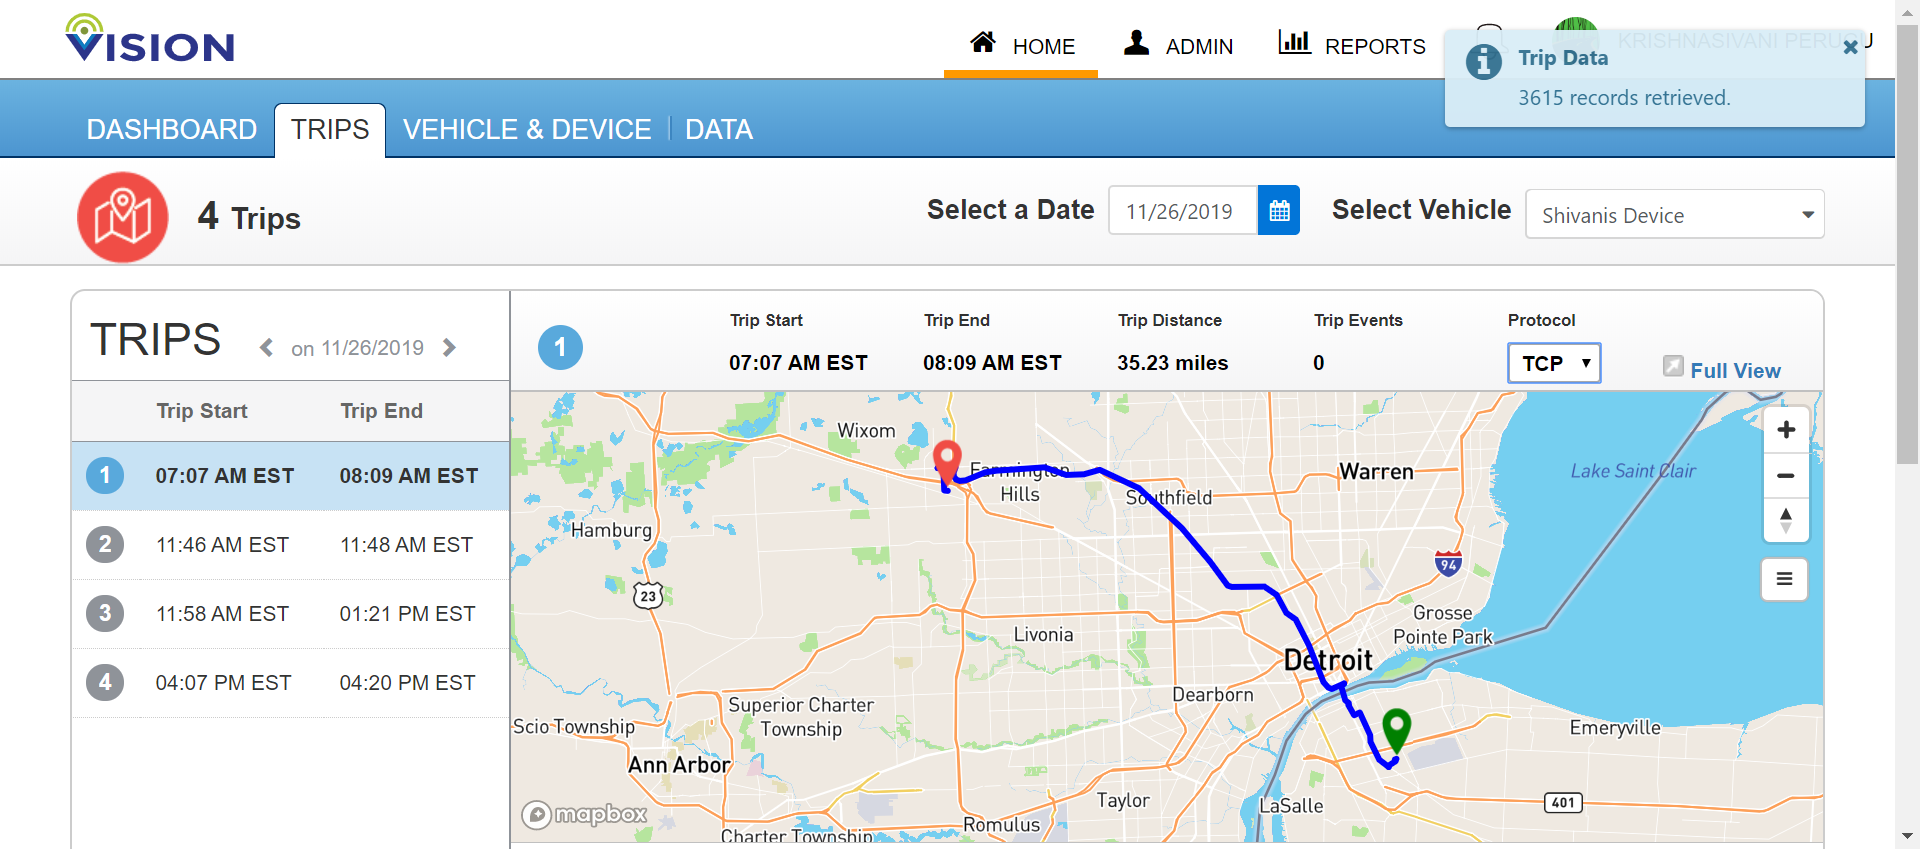 VISION
HOME
ADMIN
REPORTS
KRISHNASIVANI PERUGU
Trip Data
3615 records retrieved.
DASHBOARD
TRIPS
VEHICLE & DEVICE
DATA
4 Trips
Select a Date
11/26/2019
Select Vehicle
Shivanis Device
TRIPS
on 11/26/2019
Trip Start Trip End
1 07:07 AM EST 08:09 AM EST
2 11:46 AM EST 11:48 AM EST
3 11:58 AM EST 01:21 PM EST
4 04:07 PM EST 04:20 PM EST
1
Trip Start
07:07 AM EST
Trip End
08:09 AM EST
Trip Distance
35.23 miles
Trip Events
0
Protocol
TCP
Full View
Wixom
Farmington
Hills
Southfield
Warren
Lake Saint Clair
Hamburg
23
94
Grosse
Pointe Park
Livonia
Detroit
Dearborn
Superior Charter
Township
Scio Township
Emeryville
Ann Arbor
Taylor
LaSalle
401
mapbox
Romulus
Charter Township